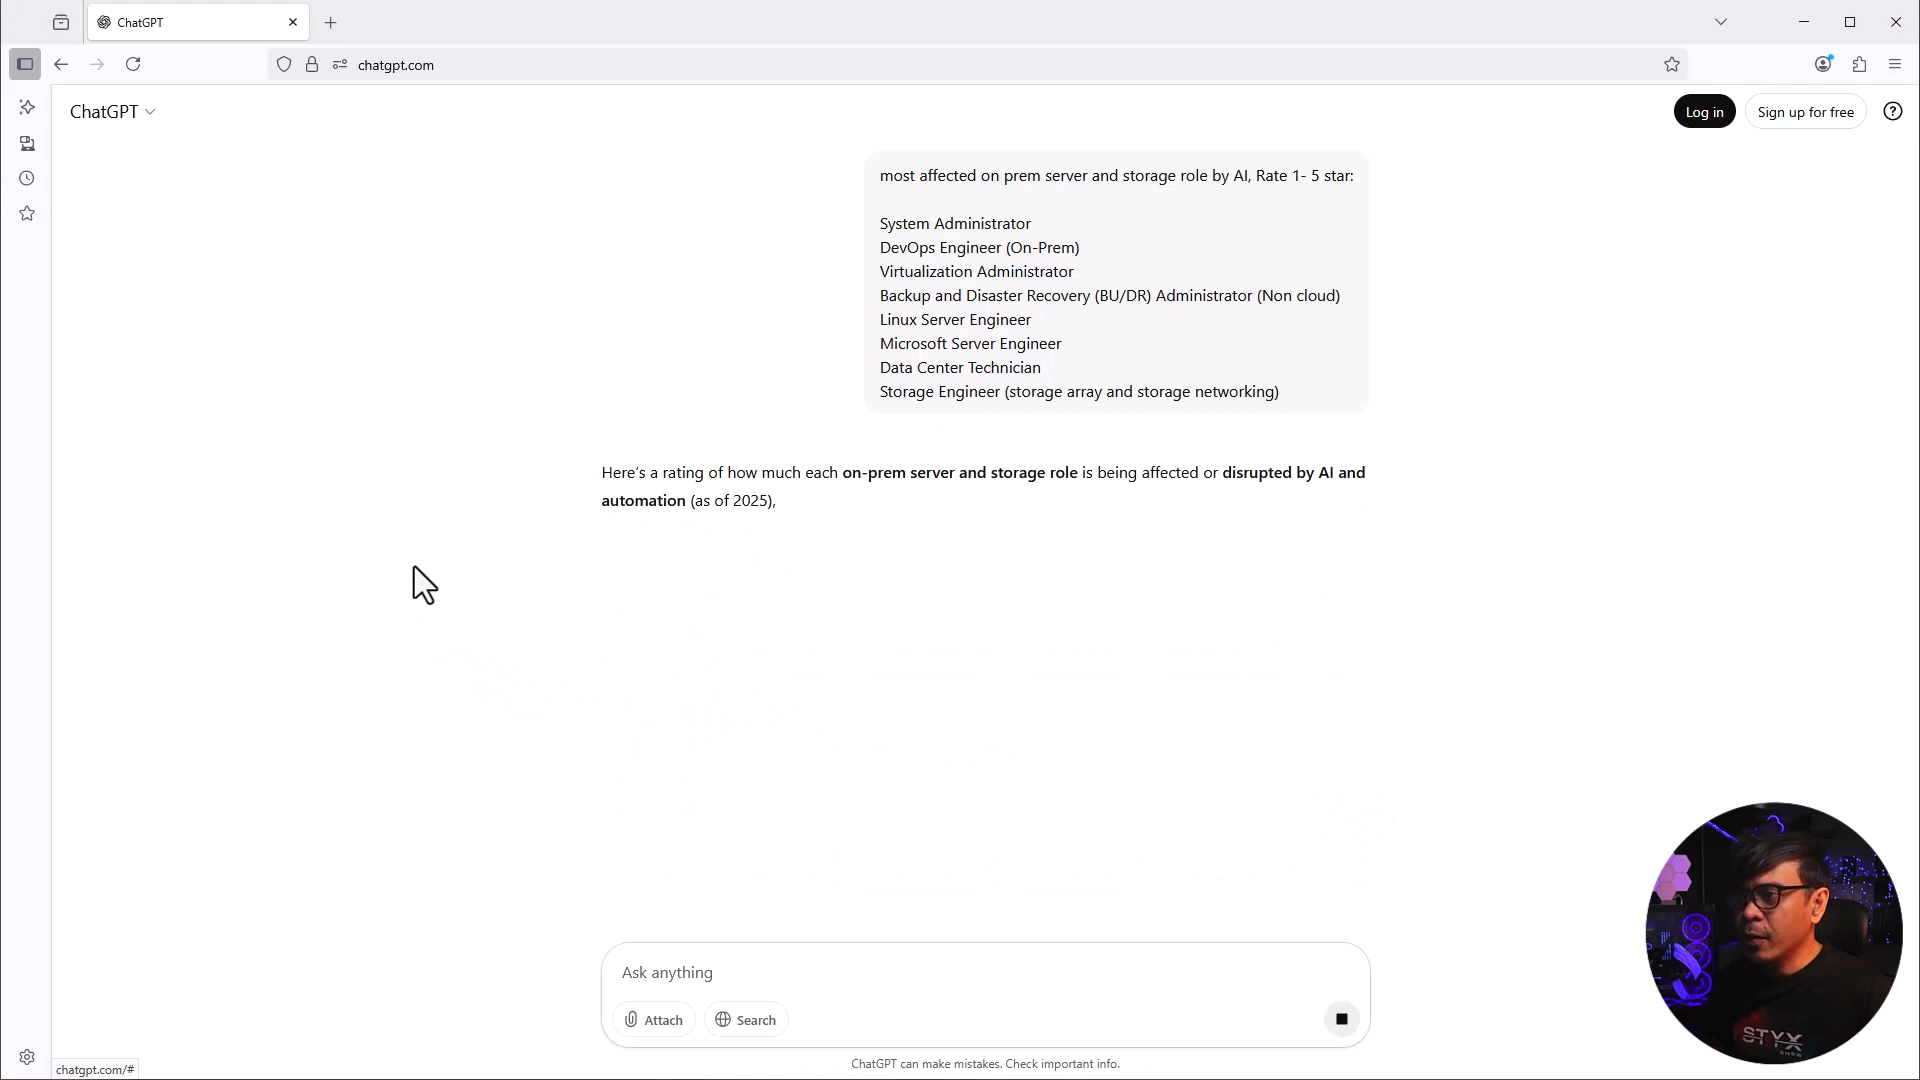 ChatGPT
chatgpt.com
ChatGPT
Log in
Sign up for free
most affected on prem server and storage role by AI, Rate 1- 5 star:
System Administrator
DevOps Engineer (On-Prem)
Virtualization Administrator
Backup and Disaster Recovery (BU/DR) Administrator (Non cloud)
Linux Server Engineer
Microsoft Server Engineer
Data Center Technician
Storage Engineer (storage array and storage networking)
Here's a rating of how much each on-prem server and storage role is being affected or disrupted by AI and
automation (as of 2025),
Ask anything
Attach
Search
ChatGPT can make mistakes. Check important info.
chatgpt.com/#
STYX
SHOW